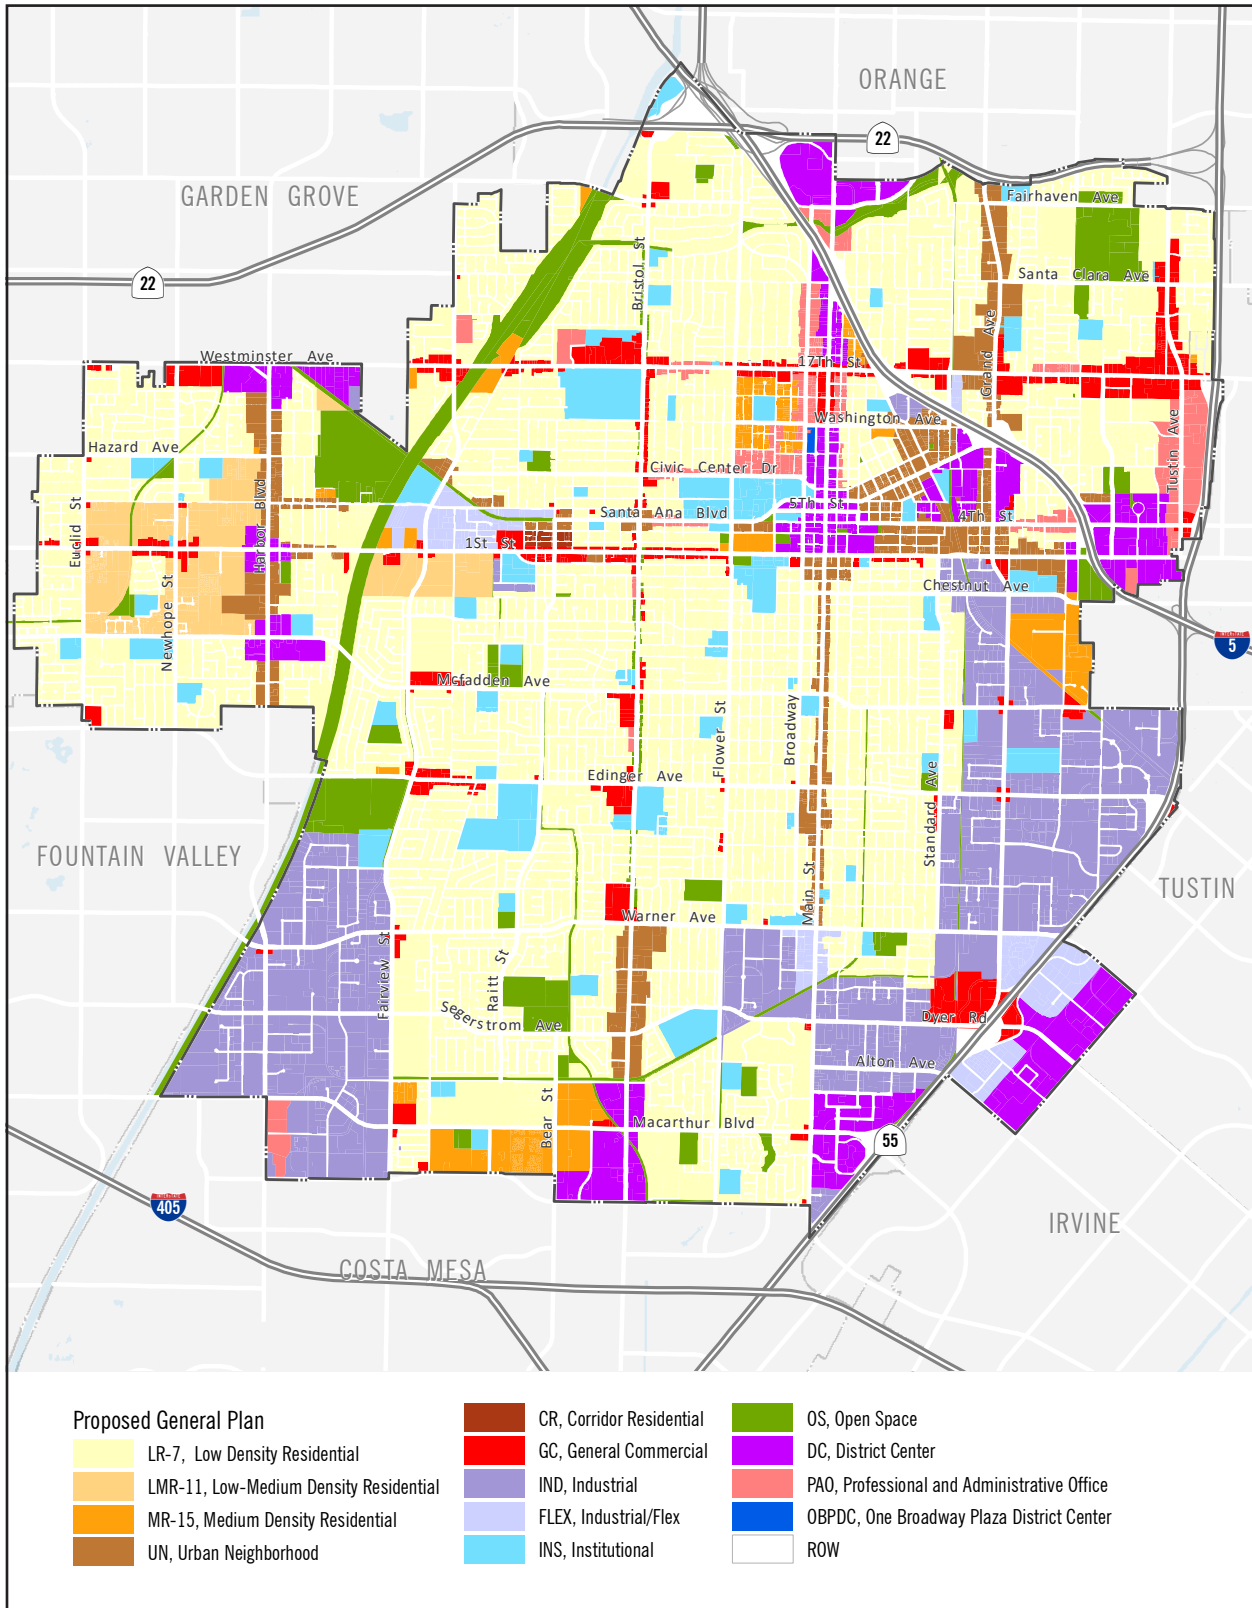 ORANGE
22
GARDEN GROVE
Fairhaven Ave
Bristol St
Santa Clara Ave
22
Grand Ave
Westminster Ave
17Th St
Washington Ave
Tustin Ave
Hazard Ave
Civic Center Dr
Euclid St
Harbor Blvd
5Th St
Santa Ana Blvd
4Th St
1St St
Chestnut Ave
Newhope St
5
Mcfadden Ave
Flower St
Broadway
Edinger Ave
Standard Ave
FOUNTAIN VALLEY
TUSTIN
Main St
Warner Ave
Fairview St
Raitt St
Segerstrom Ave
Dyer Rd
Alton Ave
Bear St
Macarthur Blvd
55
INTERSTATE
405
IRVINE
COSTA MESA
Proposed General Plan
LR-7, Low Density Residential
LMR-11, Low-Medium Density Residential
MR-15, Medium Density Residential
UN, Urban Neighborhood
CR, Corridor Residential
GC, General Commercial
IND, Industrial
FLEX, Industrial/Flex
INS, Institutional
OS, Open Space
DC, District Center
PAO, Professional and Administrative Office
OBPDC, One Broadway Plaza District Center
ROW